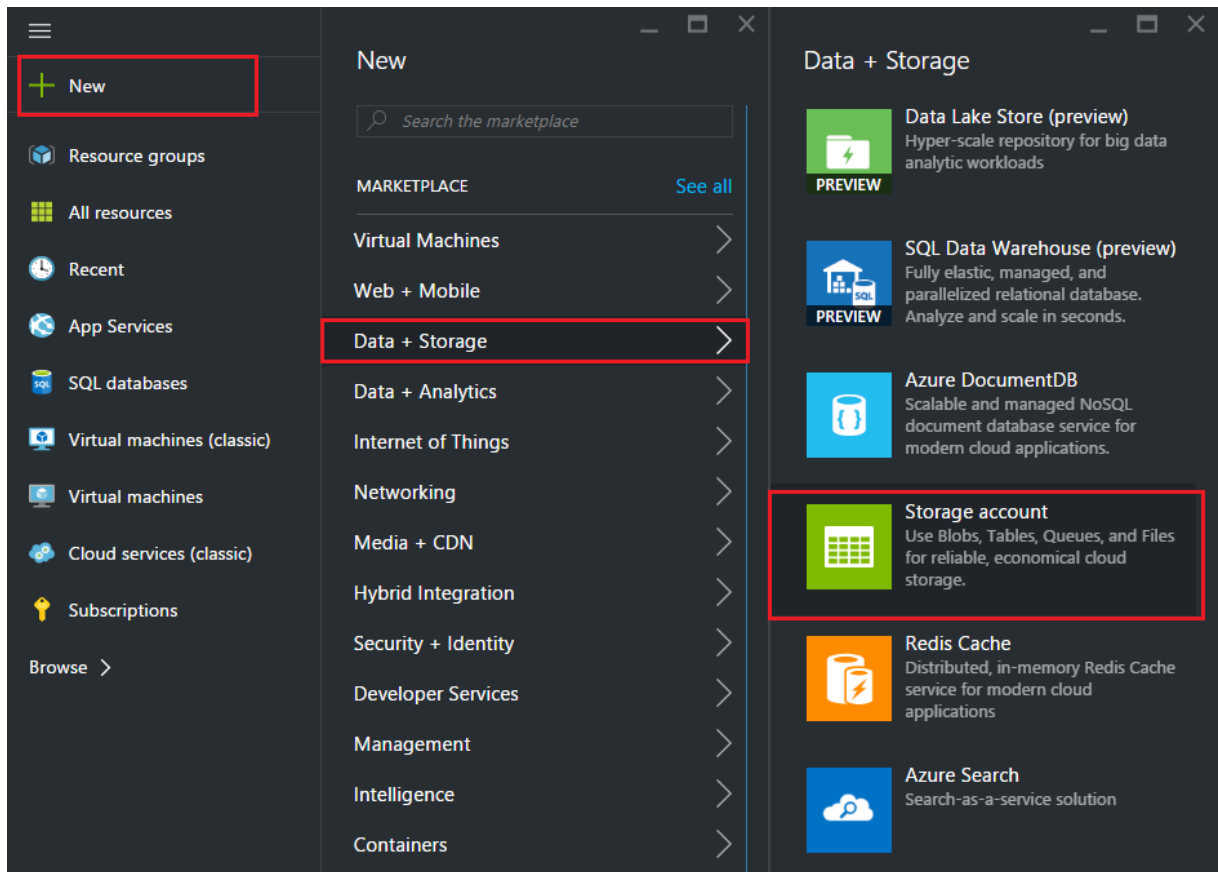 New
Resource groups
All resources
Recent
App Services
SQL
SQL databases
Virtual machines (classic)
Virtual machines
Cloud services (classic)
Subscriptions
Browse
New
Search the marketplace
MARKETPLACE
See all
Virtual Machines
Web + Mobile
Data + Storage
Data + Analytics
Internet of Things
Networking
Media + CDN
Hybrid Integration
Security + Identity
Developer Services
Management
Intelligence
Containers
Data + Storage
PREVIEW
Data Lake Store (preview)
Hyper-scale repository for big data
analytic workloads
SQL
PREVIEW
SQL Data Warehouse (preview)
Fully elastic, managed, and
parallelized relational database.
Analyze and scale in seconds.
Azure DocumentDB
Scalable and managed NoSQL
document database service for
modern cloud applications.
Storage account
Use Blobs, Tables, Queues, and Files
for reliable, economical cloud
storage.
Redis Cache
Distributed, in-memory Redis Cache
service for modern cloud
applications
Azure Search
Search-as-a-service solution